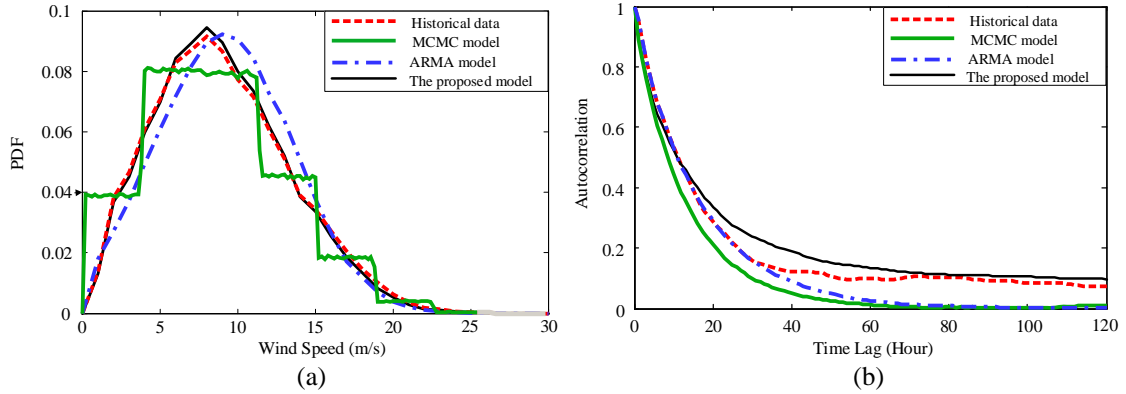 0.1
0.08
0.06
0.04
0.02
0
PDF
0 5 10 15 20 25 30
Wind Speed (m/s)
Historical data
MCMC model
ARMA model
The proposed model
(a)
1
0.8
0.6
0.4
0.2
0
Autocorrelation
0 20 40 60 80 100 120
Time Lag (Hour)
Historical data
MCMC model
ARMA model
The proposed model
(b)